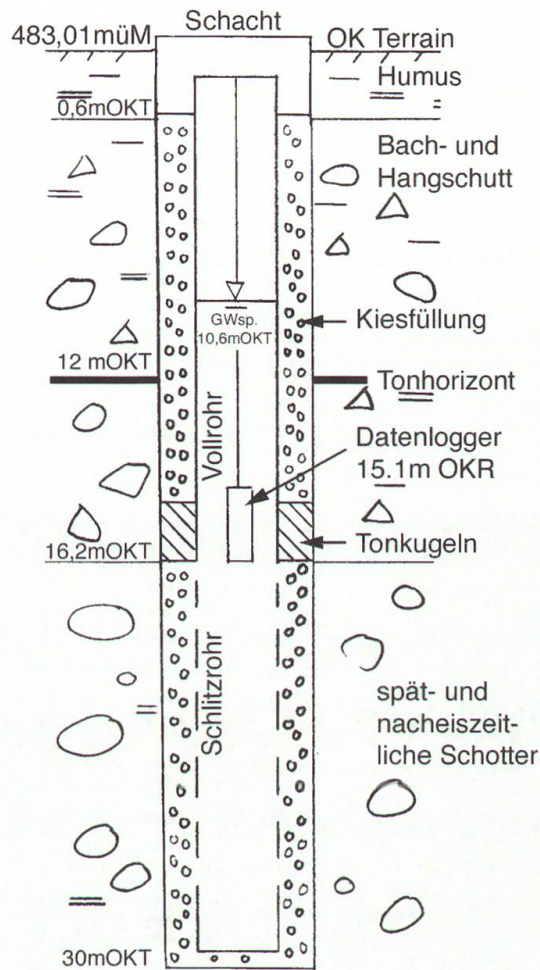 Schacht
483,01müM
OK Terrain
Humus
0,6mOKT
Bach- und
Hangschutt
GWsp.
10,6mOKT
Kiesfüllung
12 mOKT
Tonhorizont
Vollrohr
Datenlogger
15.1m OKR
Tonkugeln
16,2mOKT
Schlitzrohr
spät- und
nacheiszeit-
liche Schotter
30mOKT